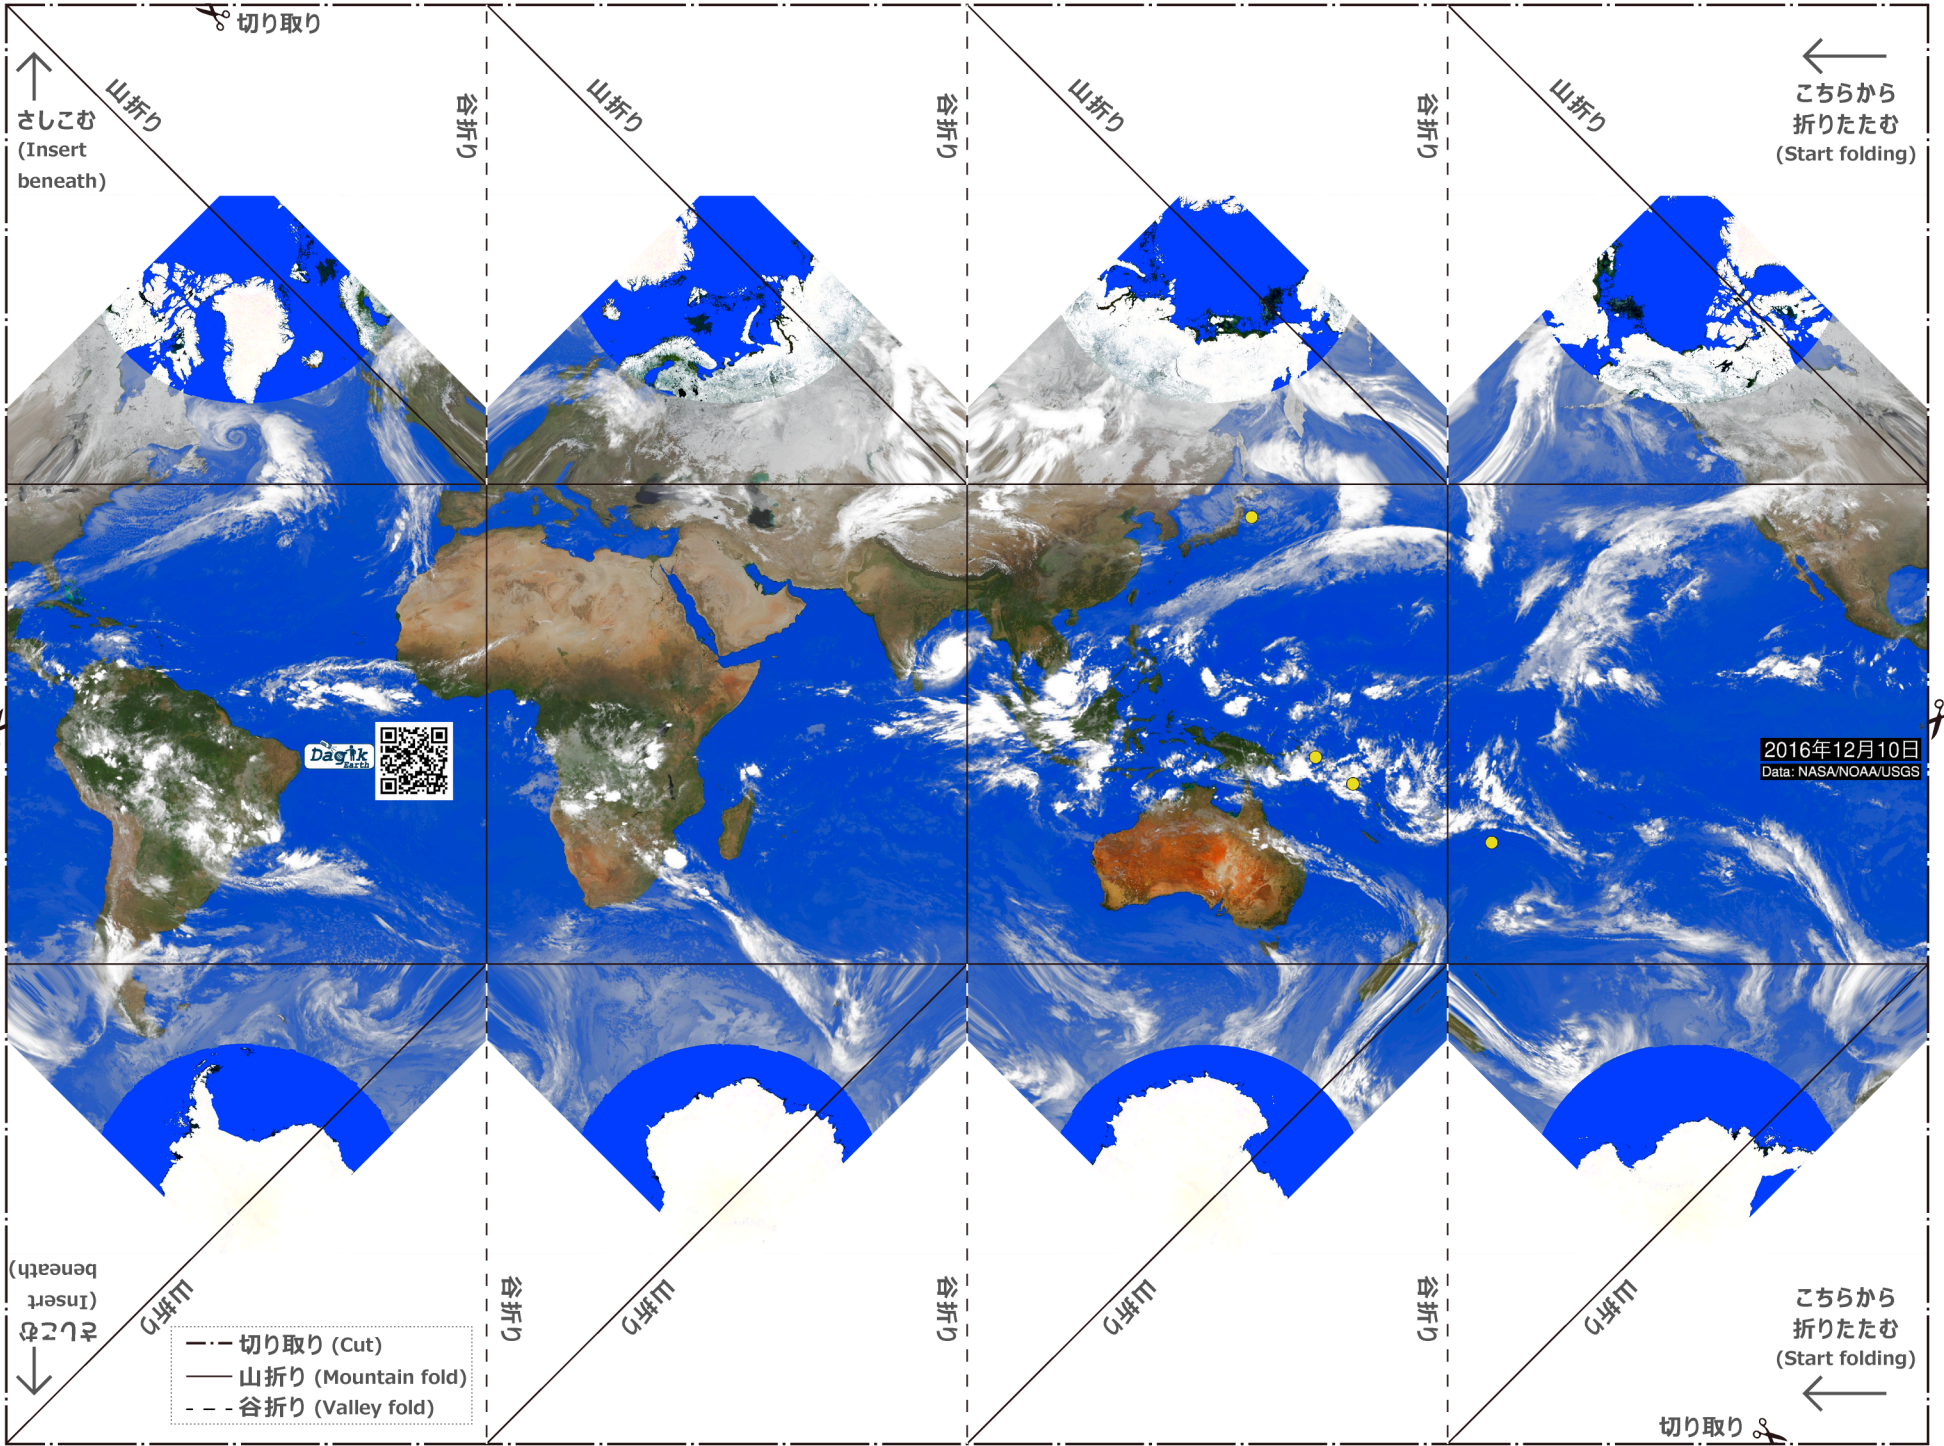 切り取り
山折り
谷折り
山折り
谷折り
山折り
谷折り
山折り
こちらから
折りたたむ
(Start folding)
さしこむ
(Insert
beneath)
Dagik
Earth
2016年12月10日
Data: NASA/NOAA/USGS
さしこむ
(Insert
beneath)
山折り
谷折り
山折り
谷折り
山折り
谷折り
山折り
こちらから
折りたたむ
(Start folding)
切り取り (Cut)
山折り (Mountain fold)
谷折り (Valley fold)
切り取り